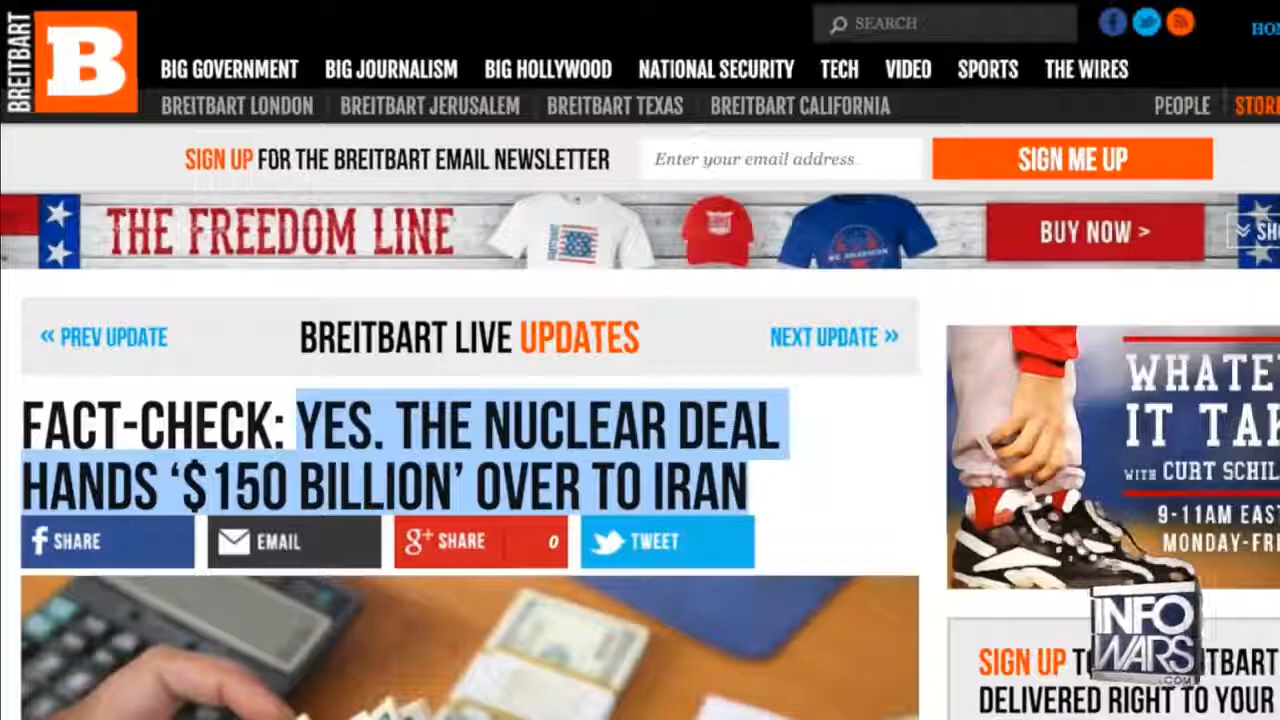 BREITBART
B
SEARCH
BIG GOVERNMENT BIG JOURNALISM BIG HOLLYWOOD NATIONAL SECURITY TECH VIDEO SPORTS THE WIRES
BREITBART LONDON BREITBART JERUSALEM BREITBART TEXAS BREITBART CALIFORNIA PEOPLE
SIGN UP FOR THE BREITBART EMAIL NEWSLETTER Enter your email address SIGN ME UP
THE FREEDOM LINE BUY NOW >
« PREV UPDATE BREITBART LIVE UPDATES NEXT UPDATE »
FACT-CHECK: YES. THE NUCLEAR DEAL
HANDS ‘$150 BILLION’ OVER TO IRAN
f SHARE EMAIL g+ SHARE 0 TWEET
IT
WITH CURT
9-11AM
INFO
WARS
.COM
SIGN UP
DELIVERED RIGHT TO YOUR